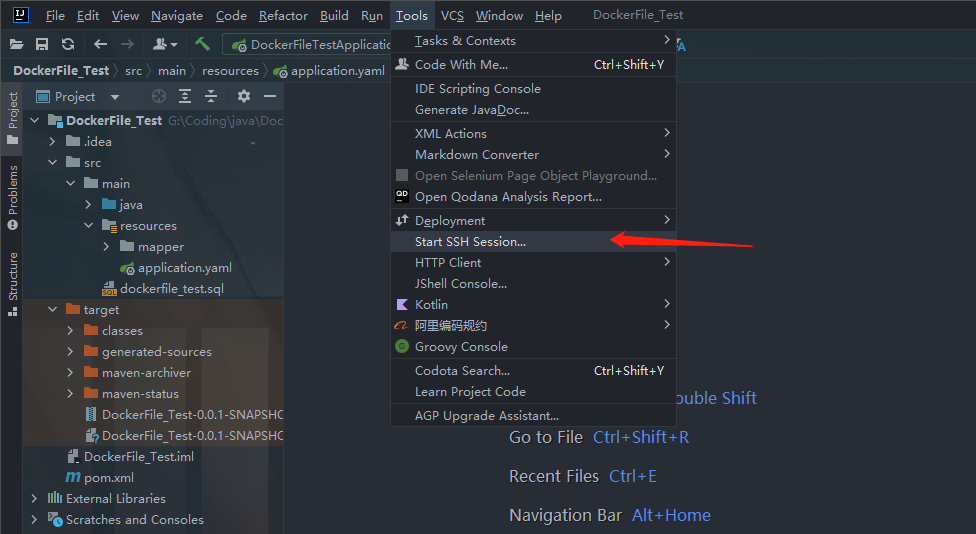 IJ File Edit View Navigate Code Refactor Build Run Tools VCS Window Help DockerFile_Test
DockerFileTestApplicatio
DockerFile_Test src main resources application.yaml
Project
Problems
Structure
Project
DockerFile_Test G:\Coding\java\Doc
.idea
src
main
java
resources
mapper
application.yaml
SQL dockerfile_test.sql
target
classes
generated-sources
maven-archiver
maven-status
DockerFile_Test-0.0.1-SNAPSHO
DockerFile_Test-0.0.1-SNAPSHO
DockerFile_Test.iml
m pom.xml
External Libraries
Scratches and Consoles
Tasks & Contexts
Code With Me... Ctrl+Shift+Y
IDE Scripting Console
Generate JavaDoc...
XML Actions
Markdown Converter
Open Selenium Page Object Playground...
QD Open Qodana Analysis Report...
Deployment
Start SSH Session...
HTTP Client
JShell Console...
Kotlin
阿里编码规约
G Groovy Console
Codota Search... Ctrl+Shift+Y
Learn Project Code
AGP Upgrade Assistant...
ouble Shift
Go to File Ctrl+Shift+R
Recent Files Ctrl+E
Navigation Bar Alt+Home